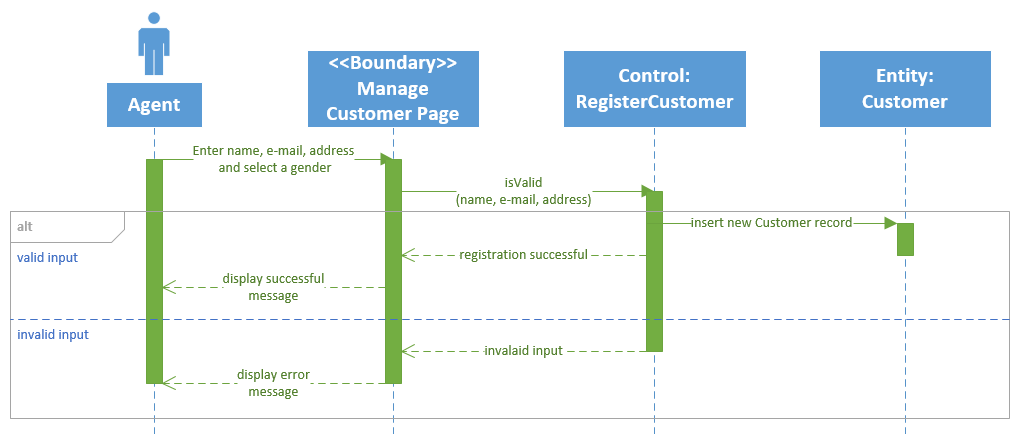 Agent
<<Boundary>>
Manage
Customer Page
Control:
RegisterCustomer
Entity:
Customer
Enter name, e-mail, address
and select a gender
isValid
(name, e-mail, address)
alt
insert new Customer record
valid input
registration successful
display successful
message
invalid input
invalaid input
display error
message